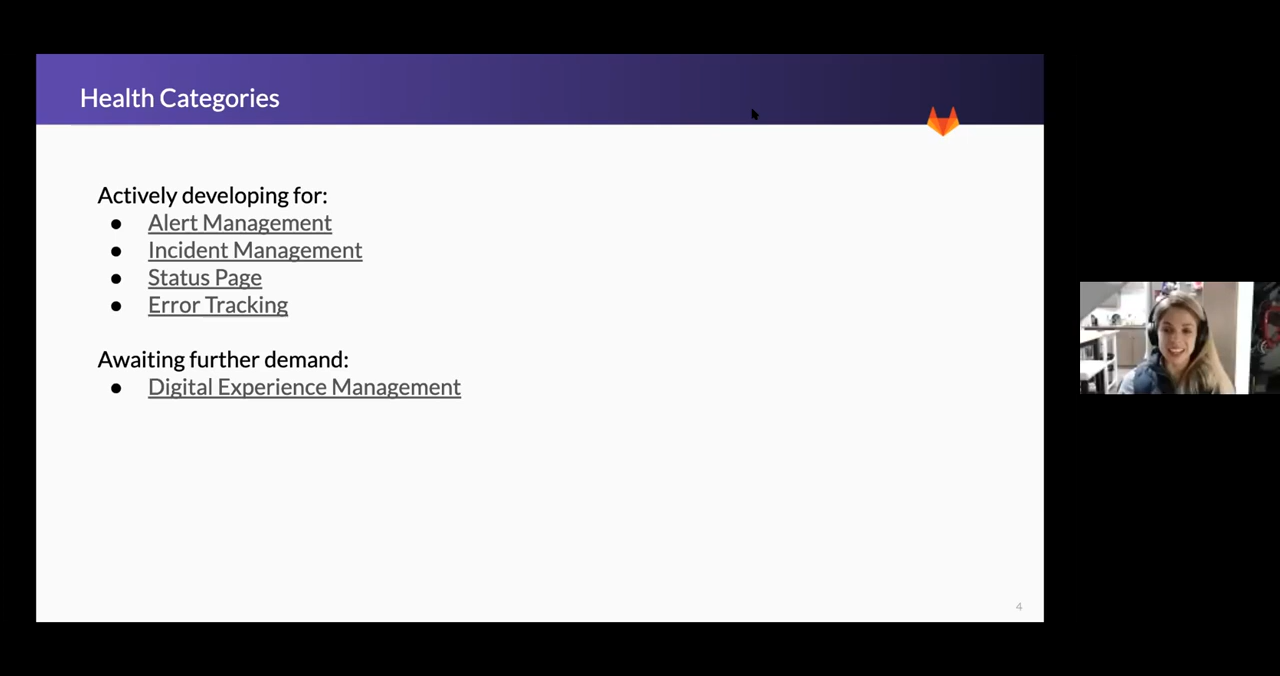 Health Categories
Actively developing for:
● Alert Management
● Incident Management
● Status Page
● Error Tracking
Awaiting further demand:
● Digital Experience Management
4